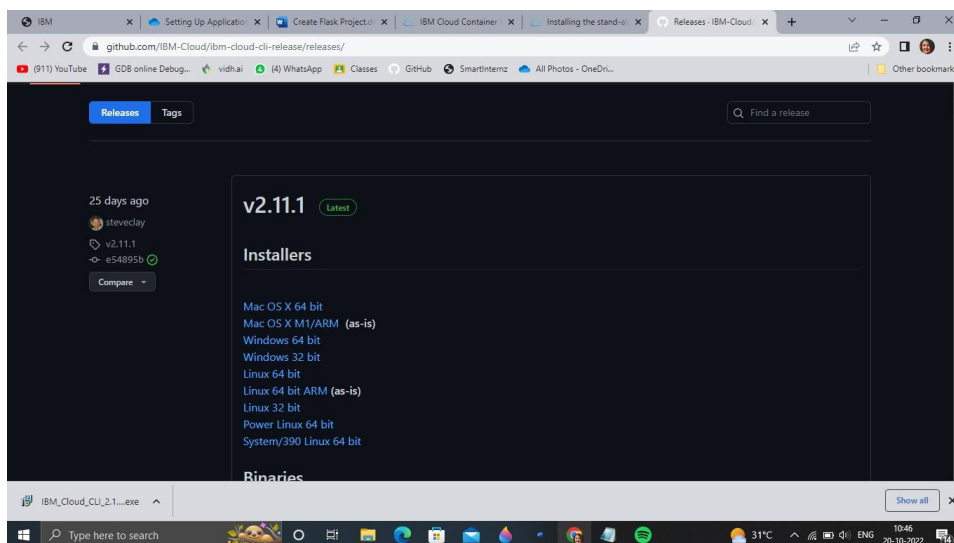 IBM
Setting Up Applicatio
Create Flask Project.d
IBM Cloud Container
Installing the stand-al
Releases · IBM-Cloud/
github.com/IBM-Cloud/ibm-cloud-cli-release/releases/
(911) YouTube
GDB online Debug...
vidh.ai
(4) WhatsApp
Classes
GitHub
SmartInternz
All Photos - OneDri...
Other bookmark
Releases
Tags
Find a release
25 days ago
steveclay
v2.11.1
e54895b
Compare
v2.11.1
Latest
Installers
Mac OS X 64 bit
Mac OS X M1/ARM (as-is)
Windows 64 bit
Windows 32 bit
Linux 64 bit
Linux 64 bit ARM (as-is)
Linux 32 bit
Power Linux 64 bit
System/390 Linux 64 bit
Binaries
IBM_Cloud_CLI_2.1....exe
Show all
Type here to search
31°C
ENG
10:46
20-10-2022
14